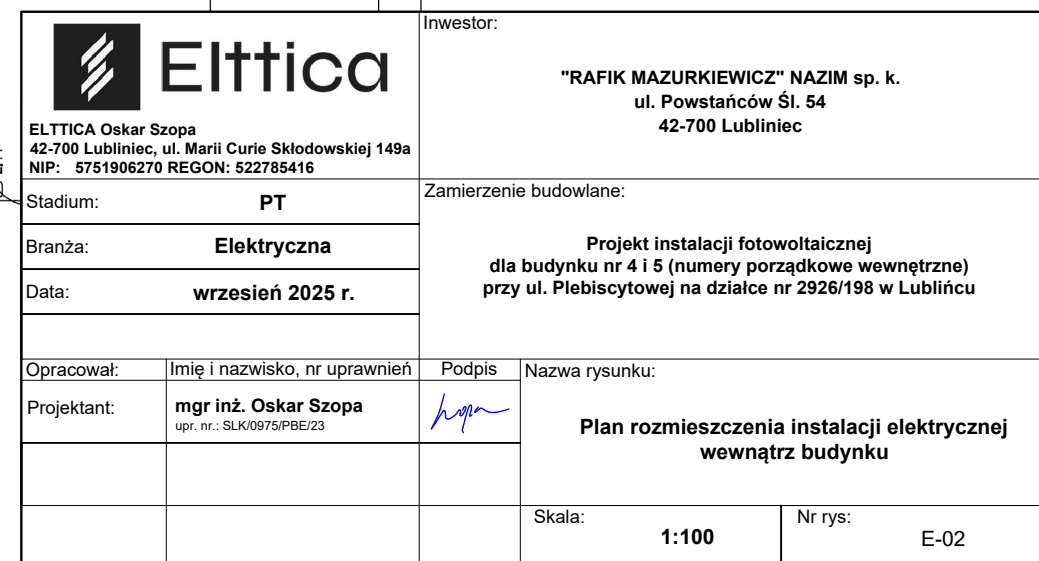 Elttica
ELTTICA Oskar Szopa
42-700 Lubliniec, ul. Marii Curie Skłodowskiej 149a
NIP: 5751906270 REGON: 522785416
Inwestor:
"RAFIK MAZURKIEWICZ" NAZIM sp. k.
ul. Powstańców Śl. 54
42-700 Lubliniec
Stadium: PT
Branża: Elektryczna
Data: wrzesień 2025 r.
Zamierzenie budowlane:
Projekt instalacji fotowoltaicznej
dla budynku nr 4 i 5 (numery porządkowe wewnętrzne)
przy ul. Plebiscytowej na działce nr 2926/198 w Lublińcu
Opracował: Imię i nazwisko, nr uprawnień Podpis
Projektant: mgr inż. Oskar Szopa
upr. nr.: SLK/0975/PBE/23
Nazwa rysunku:
Plan rozmieszczenia instalacji elektrycznej
wewnątrz budynku
Skala: 1:100
Nr rys: E-02